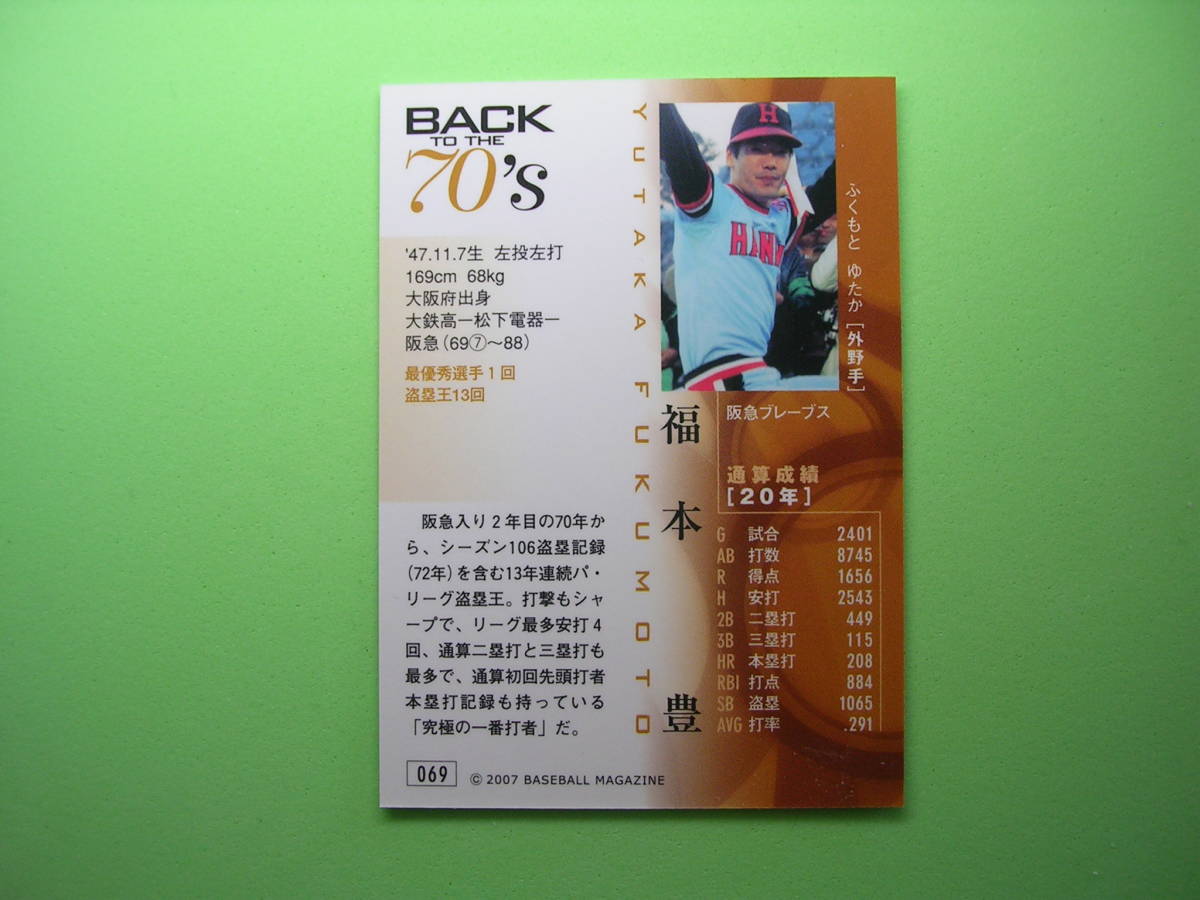 BACK
TO THE
'70's
'47.11.7生 左投左打
169cm 68kg
大阪府出身
大鉄高ー松下電器ー
阪急(69⑦〜88)
最優秀選手1回
盗塁王13回
阪急入り2年目の70年か
ら、シーズン106盗塁記録
(72年)を含む13年連続パ・
リーグ盗塁王。打撃もシャ
ープで、リーグ最多安打4
回、通算二塁打と三塁打も
最多で、通算初回先頭打者
本塁打記録も持っている
「究極の一番打者」だ。
069 © 2007 BASEBALL MAGAZINE
YUTAKA FUKUMOTO
福本豊
H
HANK
ふくもと ゆたか [外野手]
阪急ブレーブス
通算成績
[20年]
G 試合 2401
AB 打数 8745
R 得点 1656
H 安打 2543
2B 二塁打 449
3B 三塁打 115
HR 本塁打 208
RBI 打点 884
SB 盗塁 1065
AVG 打率 .291